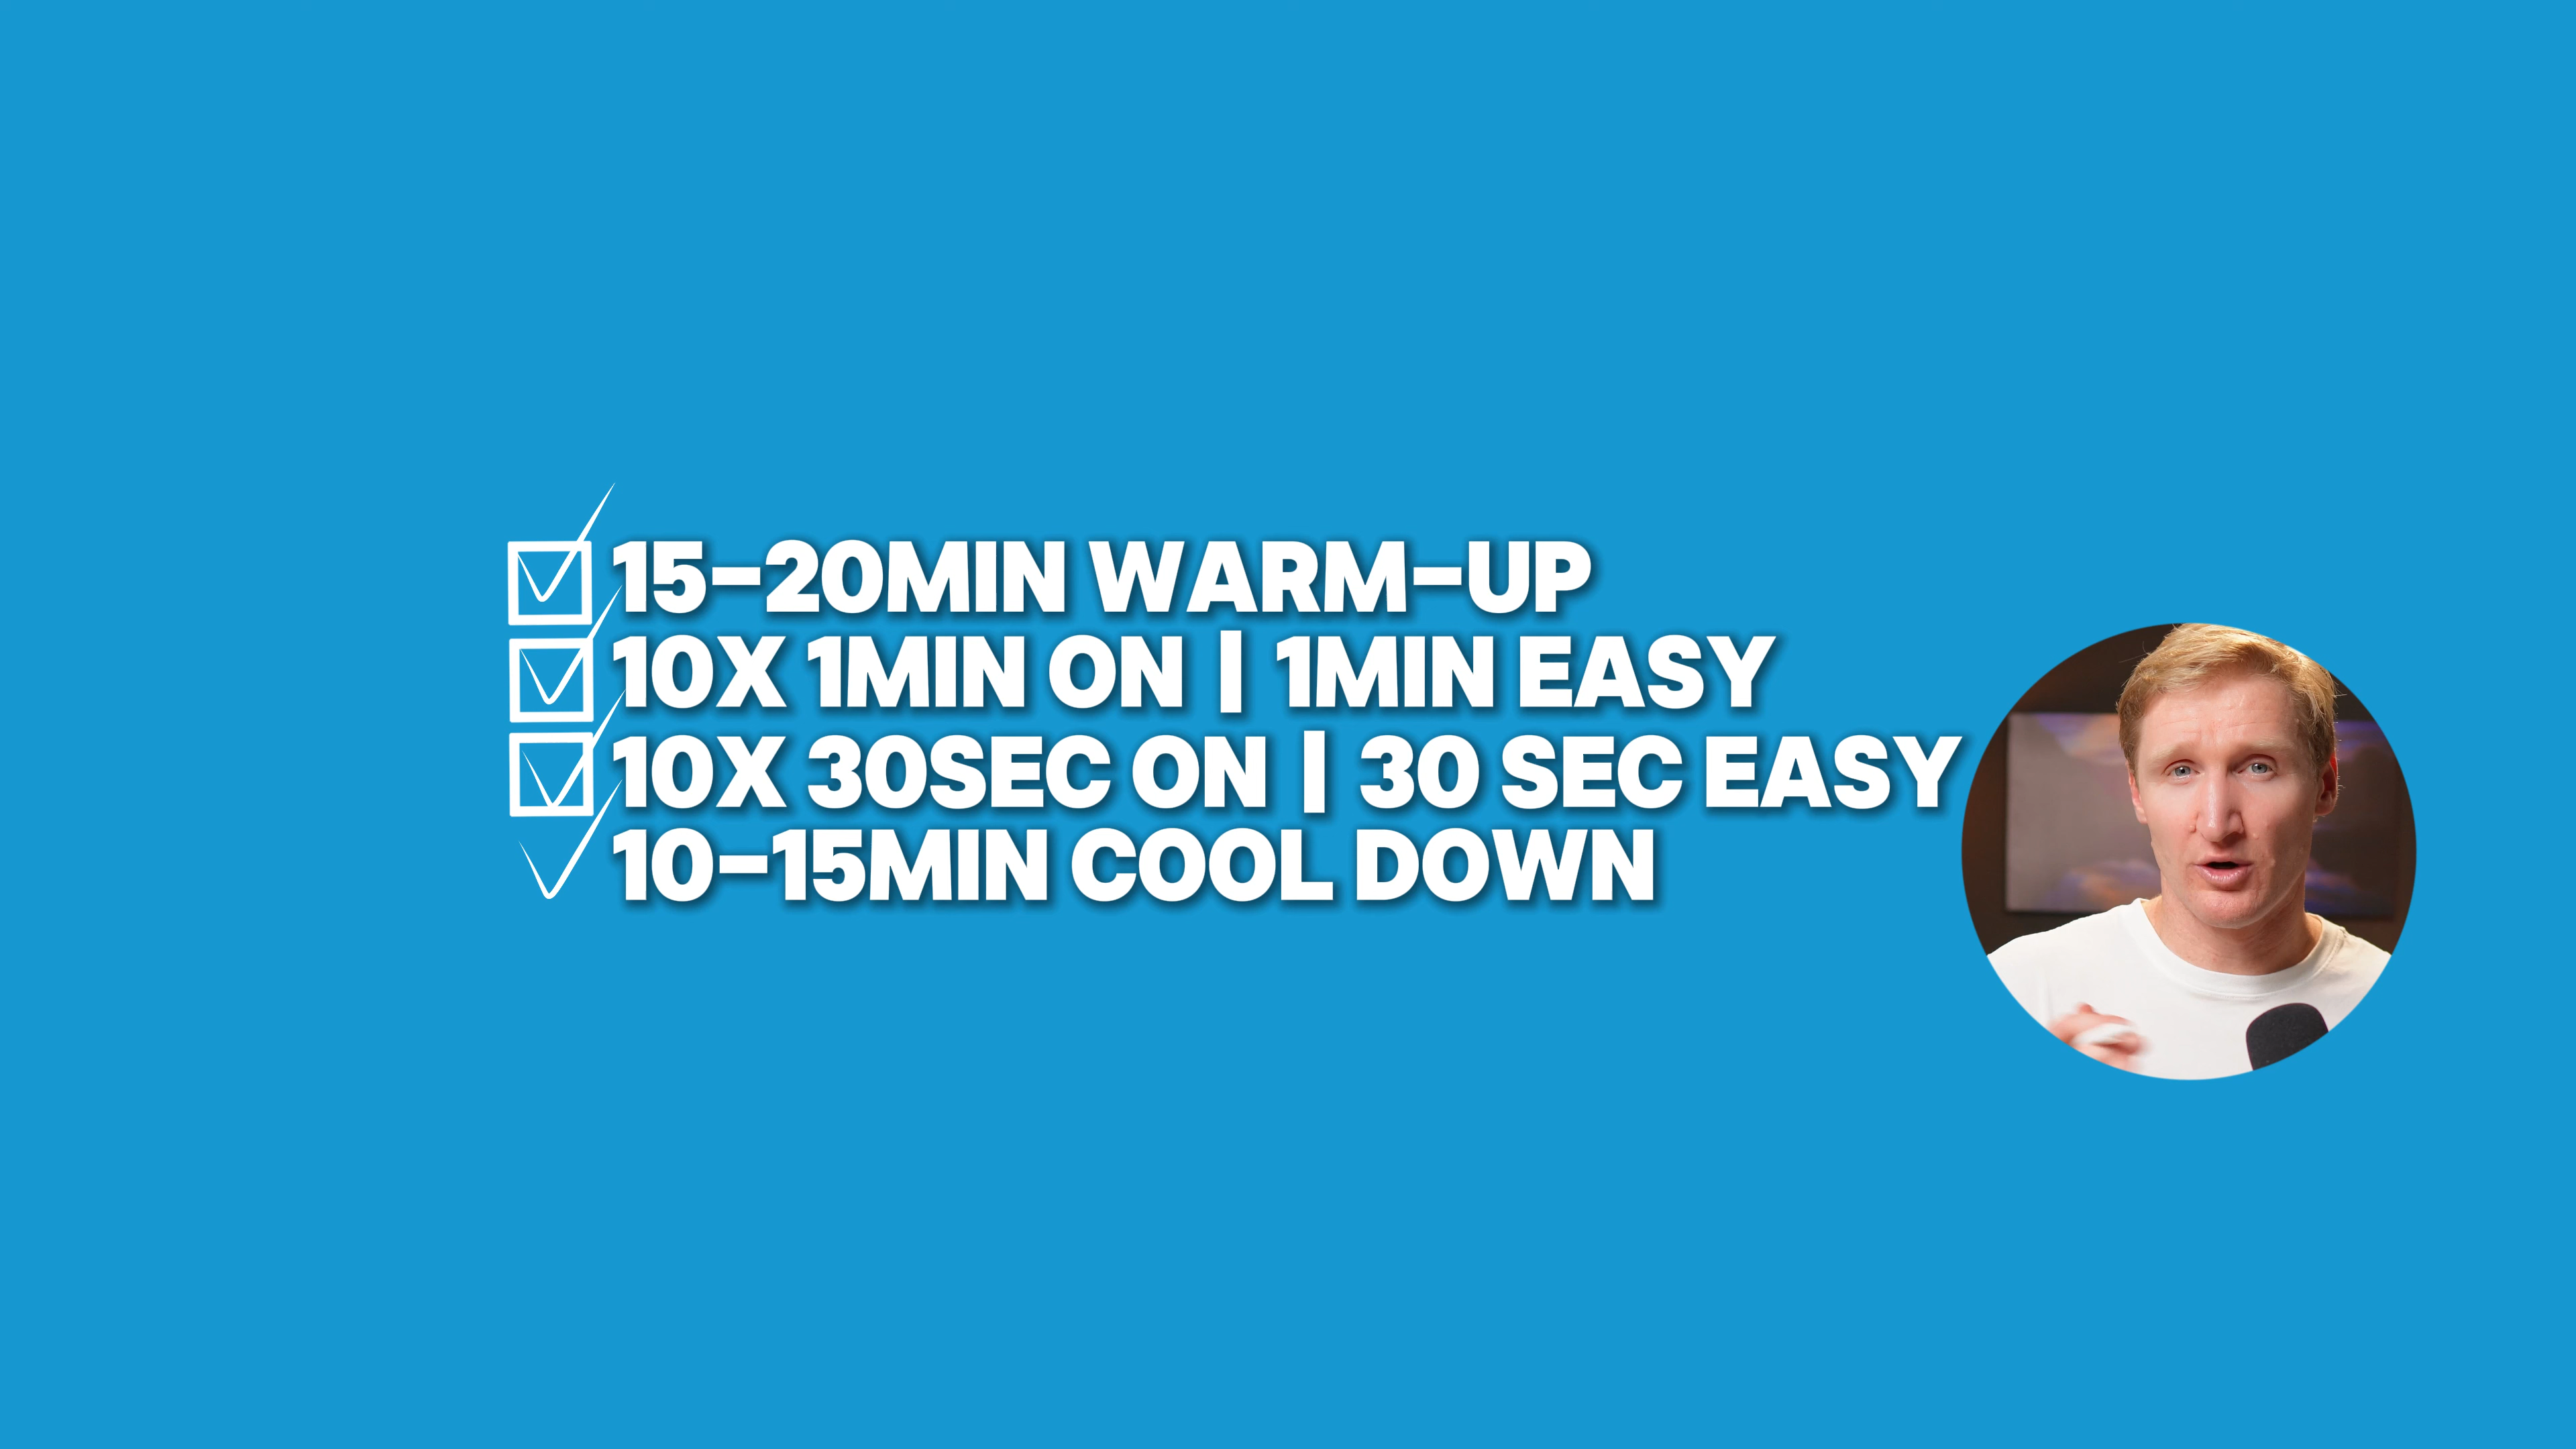 15-20MIN WARM-UP
10X 1MIN ON | 1MIN EASY
10X 30SEC ON | 30 SEC EASY
10-15MIN COOL DOWN